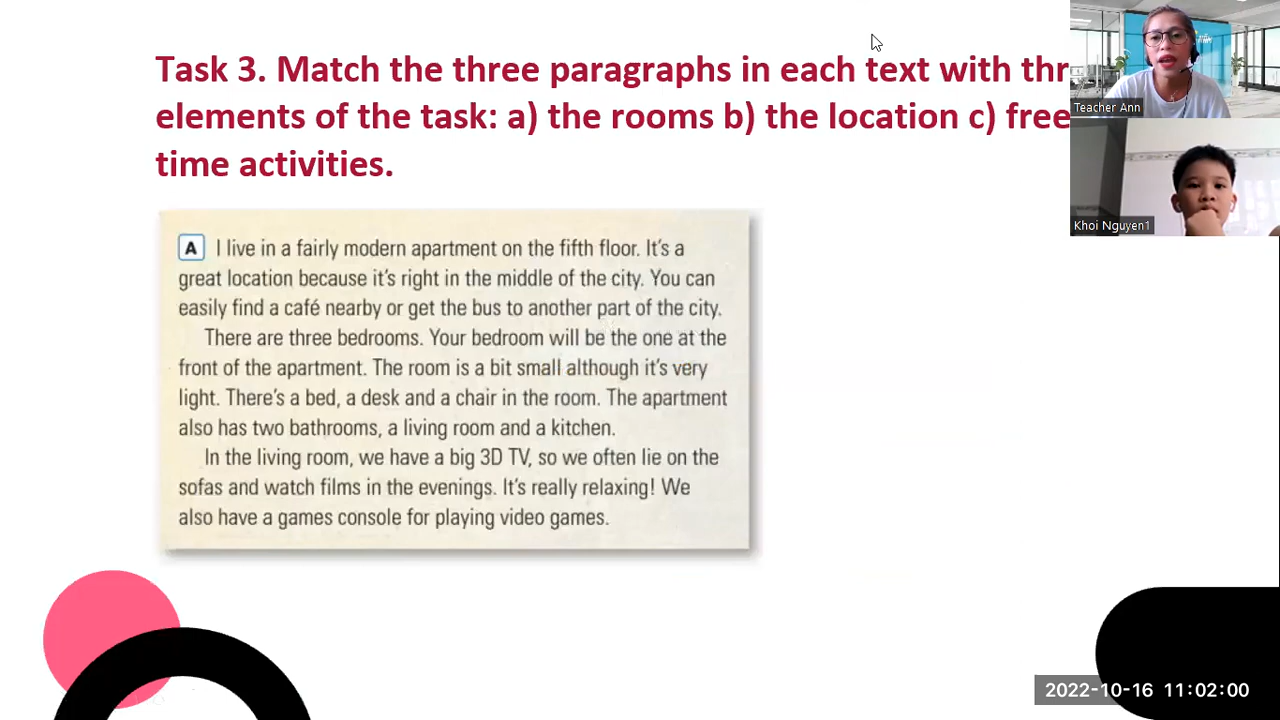 Task 3. Match the three paragraphs in each text with thr
elements of the task: a) the rooms b) the location c) free
time activities.
Teacher Ann
Khoi Nguyen1
A I live in a fairly modern apartment on the fifth floor. It's a
great location because it's right in the middle of the city. You can
easily find a café nearby or get the bus to another part of the city.
There are three bedrooms. Your bedroom will be the one at the
front of the apartment. The room is a bit small although it's very
light. There's a bed, a desk and a chair in the room. The apartment
also has two bathrooms, a living room and a kitchen.
In the living room, we have a big 3D TV, so we often lie on the
sofas and watch films in the evenings. It's really relaxing! We
also have a games console for playing video games.
2022-10-16 11:02:00